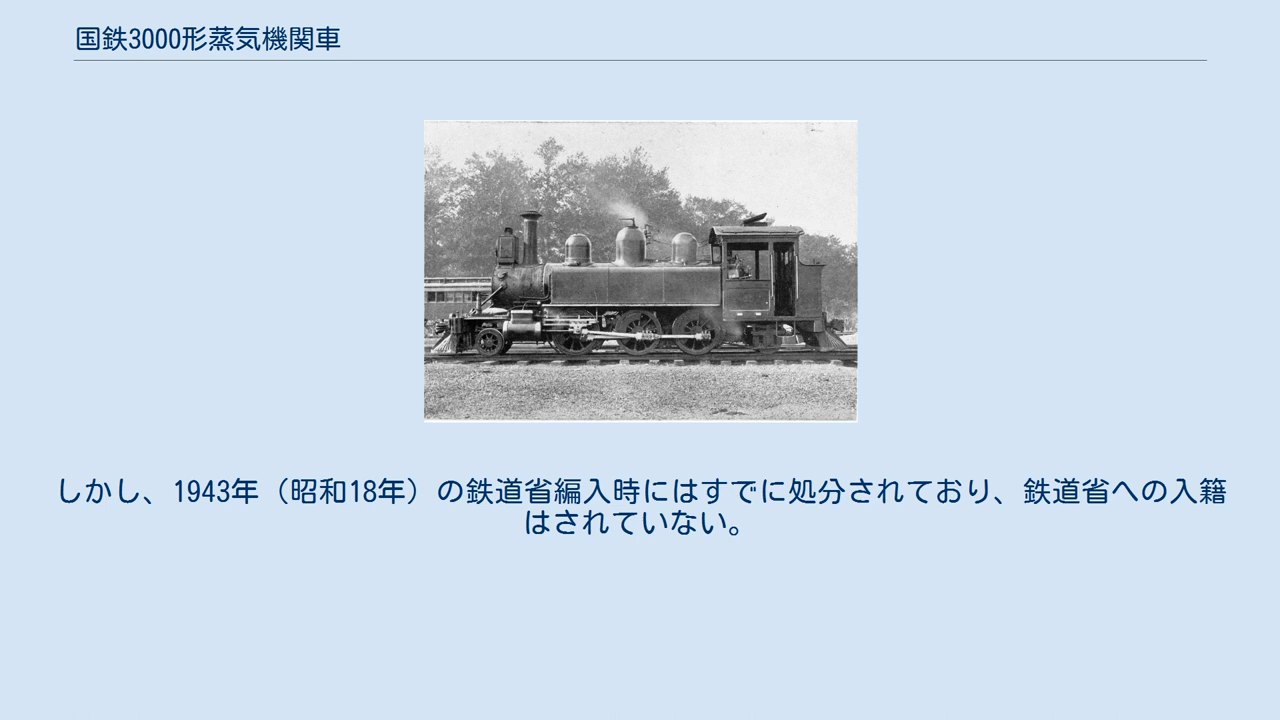 国鉄3000形蒸気機関車
しかし、1943年（昭和18年）の鉄道省編入時にはすでに処分されており、鉄道省への入籍
はされていない。